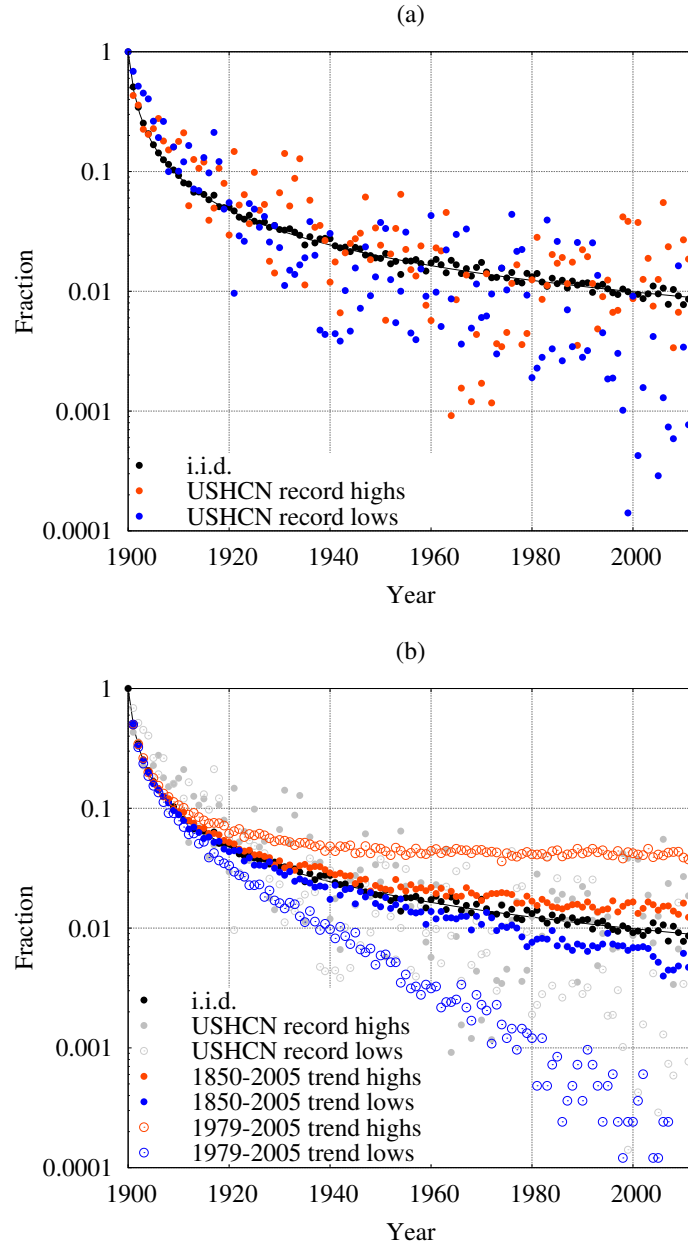 (a)
1
0.1
0.01
0.001
0.0001
Fraction
i.i.d.
USHCN record highs
USHCN record lows
1900 1920 1940 1960 1980 2000
Year
(b)
1
0.1
0.01
0.001
0.0001
Fraction
i.i.d.
USHCN record highs
USHCN record lows
1850-2005 trend highs
1850-2005 trend lows
1979-2005 trend highs
1979-2005 trend lows
1900 1920 1940 1960 1980 2000
Year